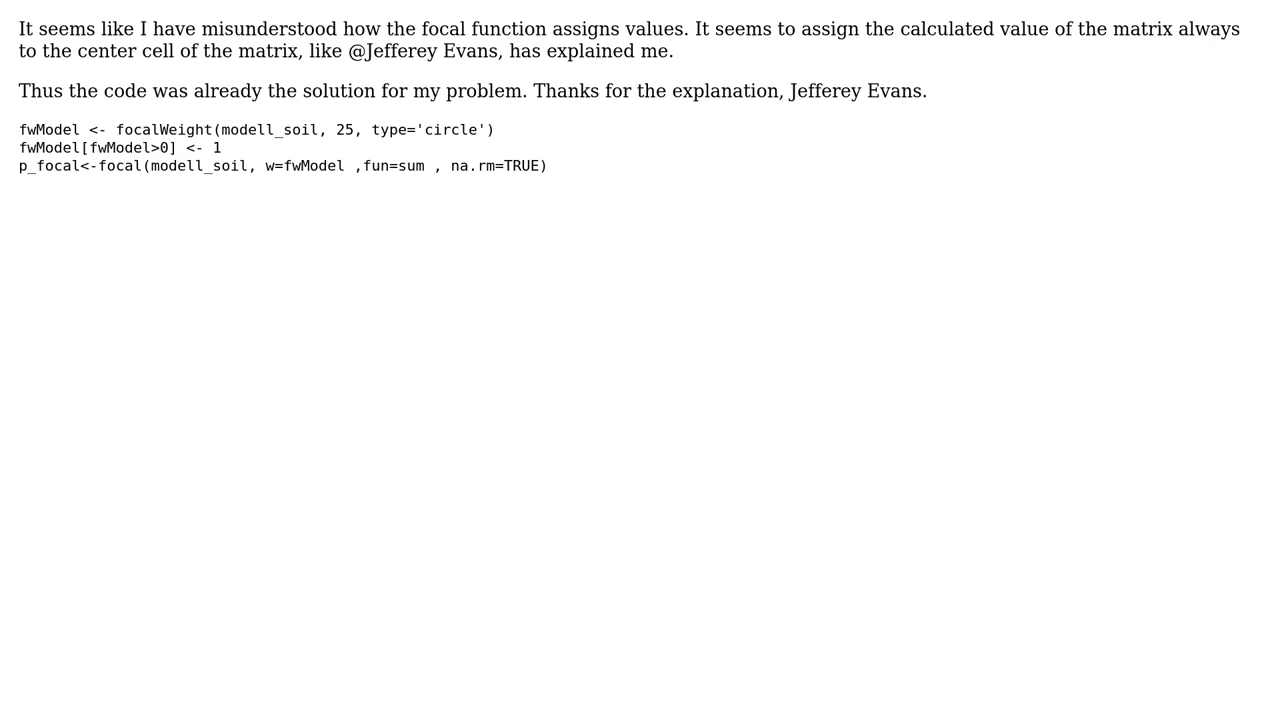 It seems like I have misunderstood how the focal function assigns values. It seems to assign the calculated value of the matrix always
to the center cell of the matrix, like @Jefferey Evans, has explained me.
Thus the code was already the solution for my problem. Thanks for the explanation, Jefferey Evans.
fwModel <- focalWeight(modell_soil, 25, type='circle')
fwModel[fwModel>0] <- 1
p_focal<-focal(modell_soil, w=fwModel ,fun=sum , na.rm=TRUE)